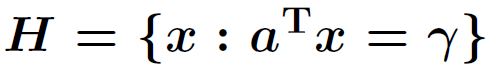 H = {x : aᵀx = γ}